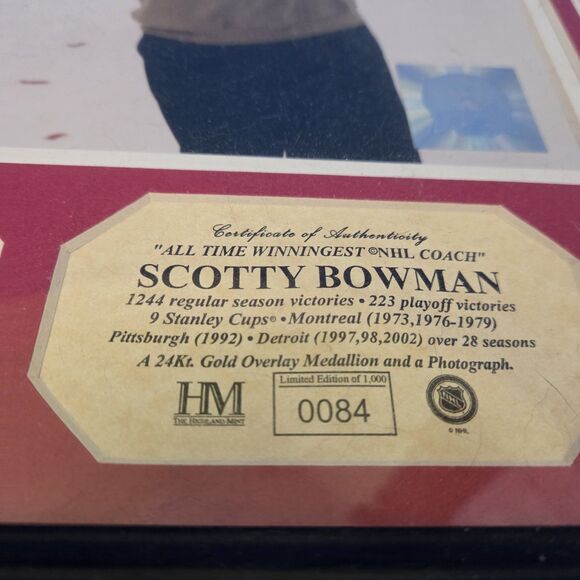 Certificate of Authenticity
"ALL TIME WINNINGEST ©NHL COACH"
SCOTTY BOWMAN
1244 regular season victories • 223 playoff victories
9 Stanley Cups® • Montreal (1973,1976-1979)
Pittsburgh (1992) • Detroit (1997,98,2002) over 28 seasons
A 24Kt. Gold Overlay Medallion and a Photograph.
HM
THE HIGHLAND MINT
Limited Edition of 1,000
0084
NHL
© NHL